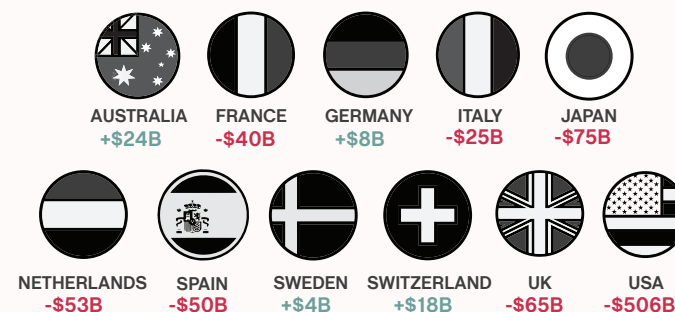 AUSTRALIA FRANCE GERMANY ITALY JAPAN
+$24B -$40B +$8B -$25B -$75B
NETHERLANDS SPAIN SWEDEN SWITZERLAND UK USA
-$53B -$50B +$4B +$18B -$65B -$506B